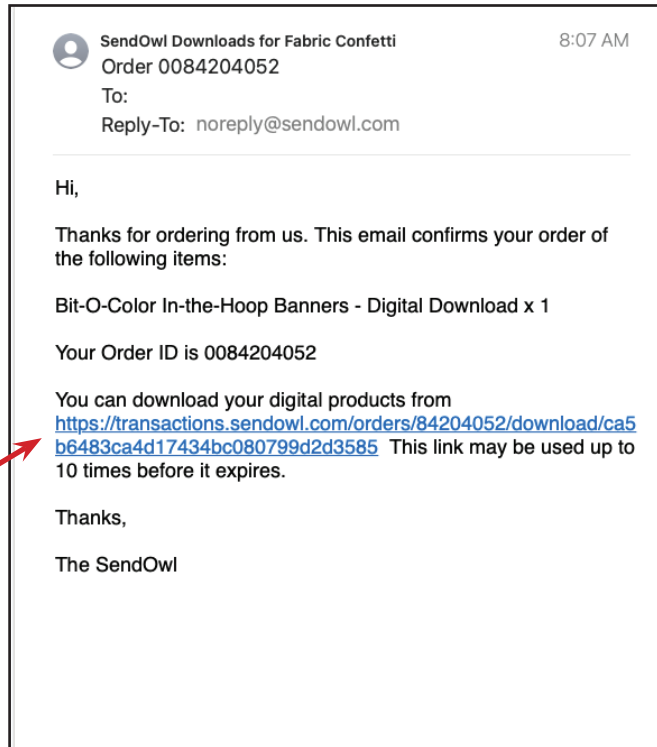 SendOwl Downloads for Fabric Confetti 8:07 AM
Order 0084204052
To:
Reply-To: noreply@sendowl.com
Hi,
Thanks for ordering from us. This email confirms your order of
the following items:
Bit-O-Color In-the-Hoop Banners - Digital Download x 1
Your Order ID is 0084204052
You can download your digital products from
https://transactions.sendowl.com/orders/84204052/download/ca5
b6483ca4d17434bc080799d2d3585 This link may be used up to
10 times before it expires.
Thanks,
The SendOwl